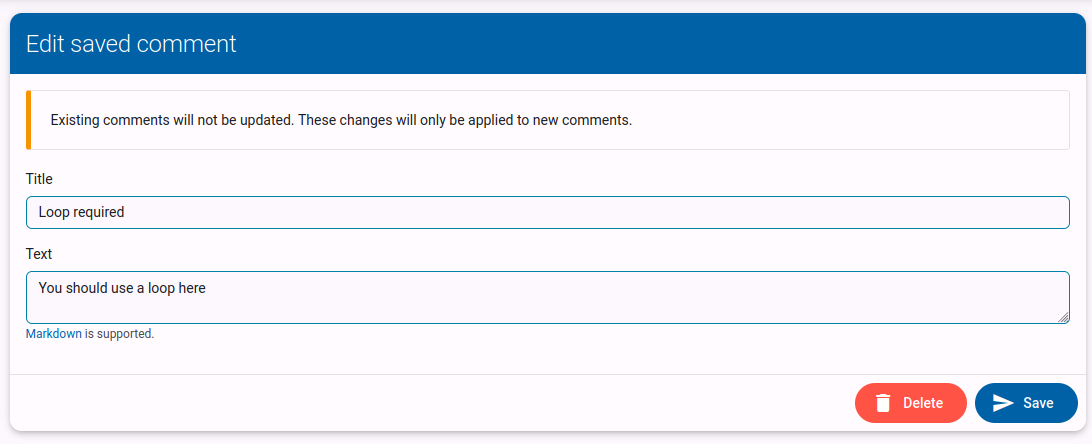 Edit saved comment
Existing comments will not be updated. These changes will only be applied to new comments.
Title
Loop required
Text
You should use a loop here
Markdown is supported.
Delete
Save